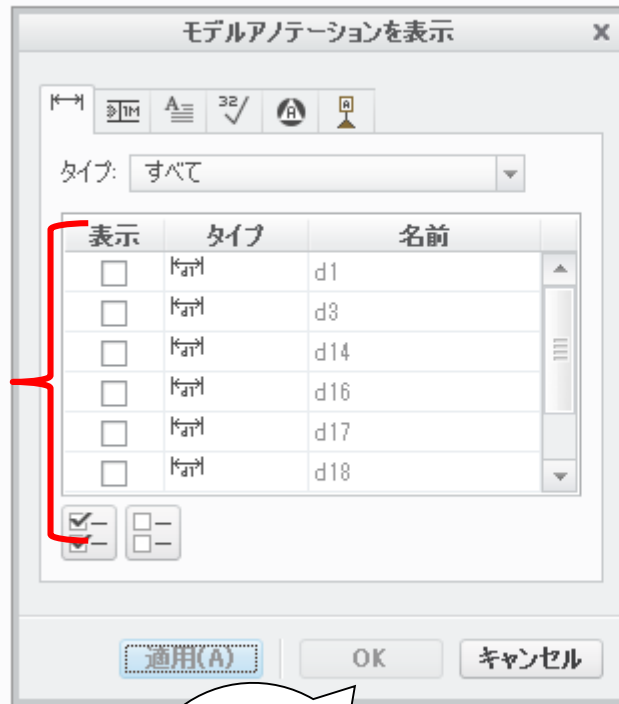 モデルアノテーションを表示
タイプ: すべて
表示 タイプ 名前
d1
d3
d14
d16
d17
d18
適用(A) OK キャンセル